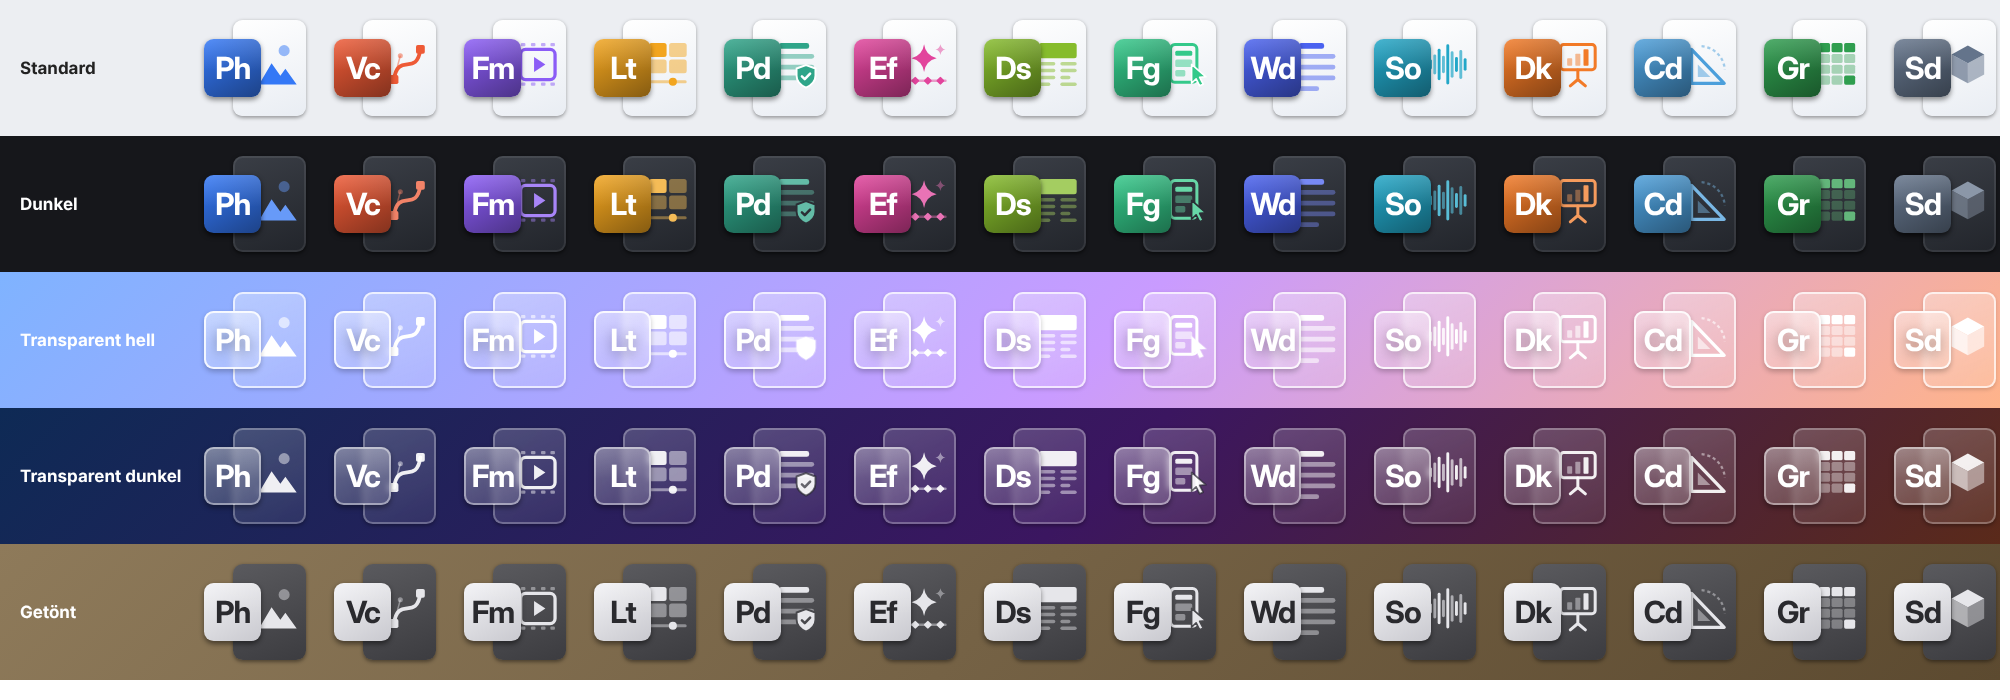 Standard Ph Vc Fm Lt Pd Ef Ds Fg Wd So Dk Cd Gr Sd
Dunkel Ph Vc Fm Lt Pd Ef Ds Fg Wd So Dk Cd Gr Sd
Transparent hell Ph Vc Fm Lt Pd Ef Ds Fg Wd So Dk Cd Gr Sd
Transparent dunkel Ph Vc Fm Lt Pd Ef Ds Fg Wd So Dk Cd Gr Sd
Getönt Ph Vc Fm Lt Pd Ef Ds Fg Wd So Dk Cd Gr Sd